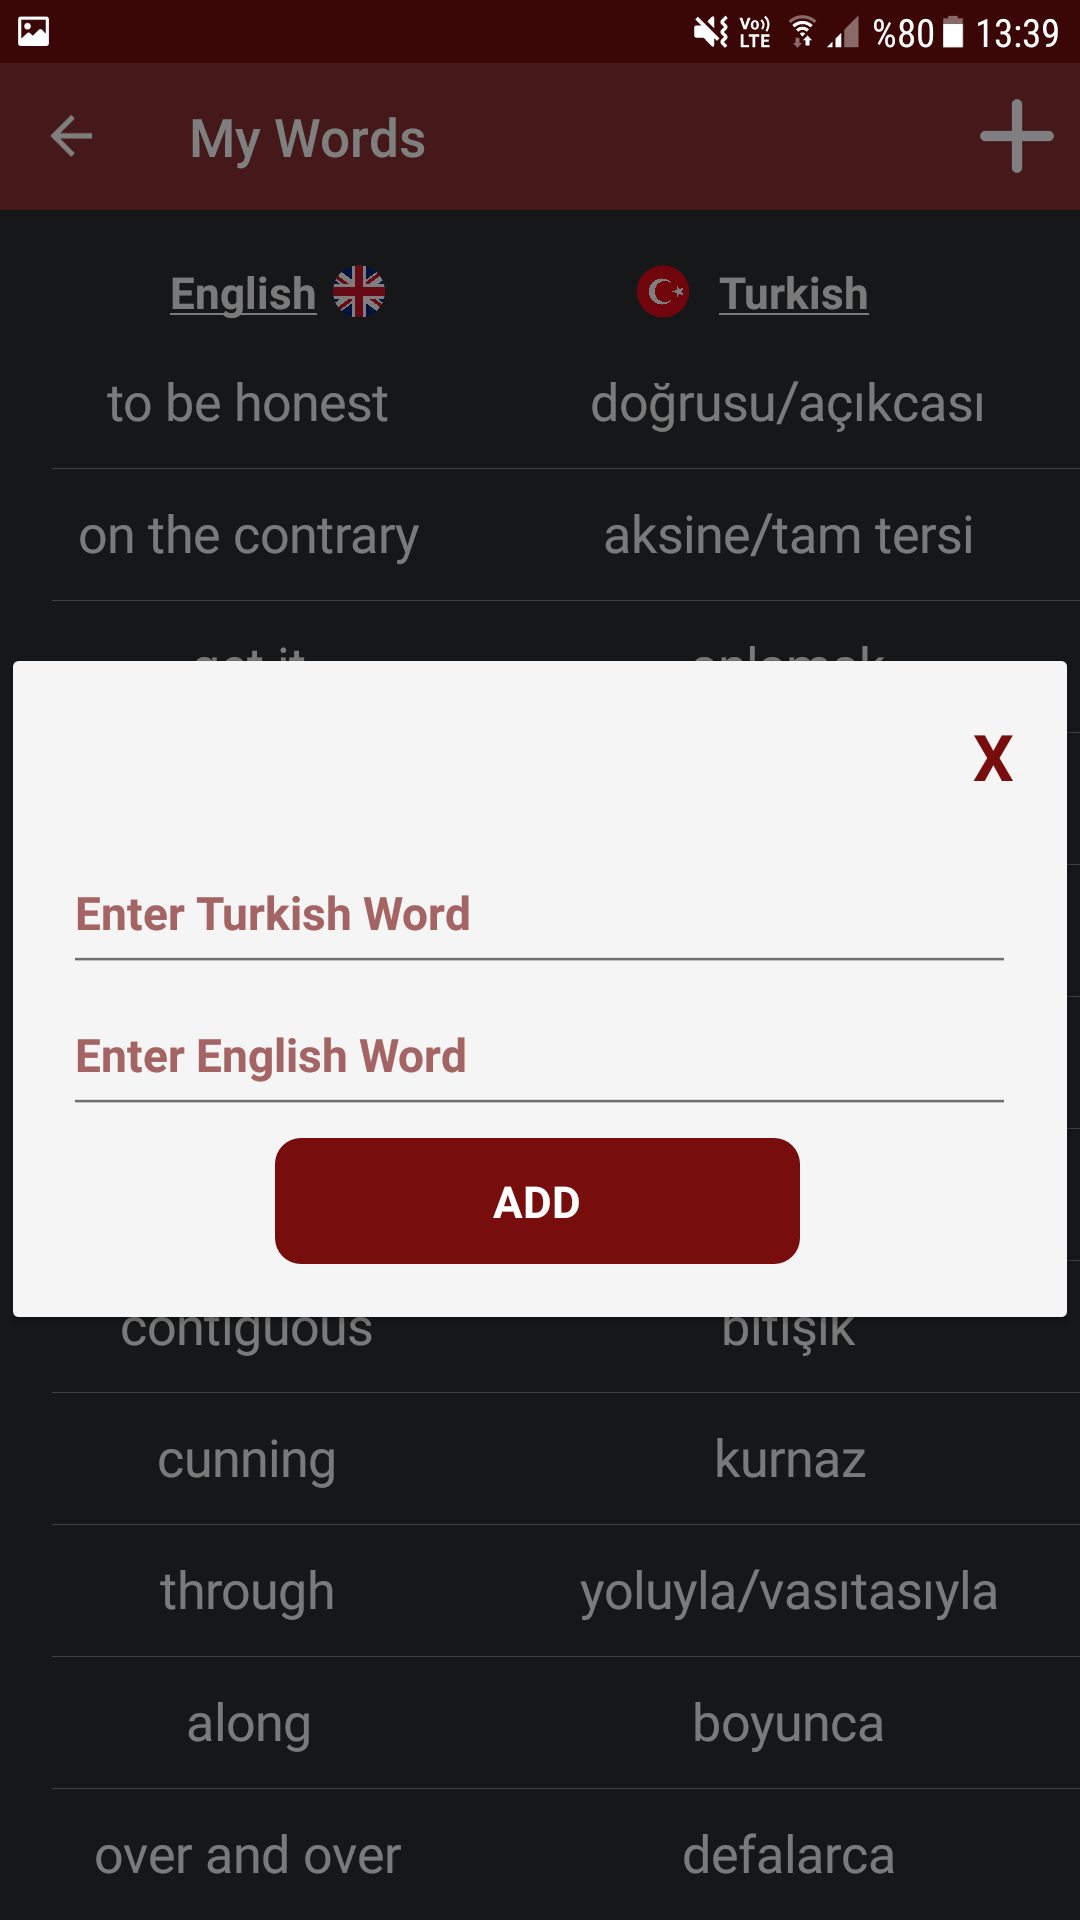 Vo)) LTE %80 13:39
My Words
English Turkish
to be honest doğrusu/açıkcası
on the contrary aksine/tam tersi
get it anlamak
X
Enter Turkish Word
Enter English Word
ADD
contiguous bitişik
cunning kurnaz
through yoluyla/vasıtasıyla
along boyunca
over and over defalarca